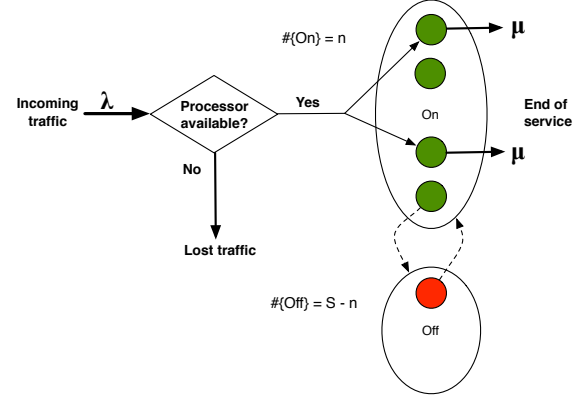 #{On} = n
μ
Incoming
traffic
λ
Processor
available?
Yes
On
End of
service
μ
No
Lost traffic
#{Off} = S - n
Off